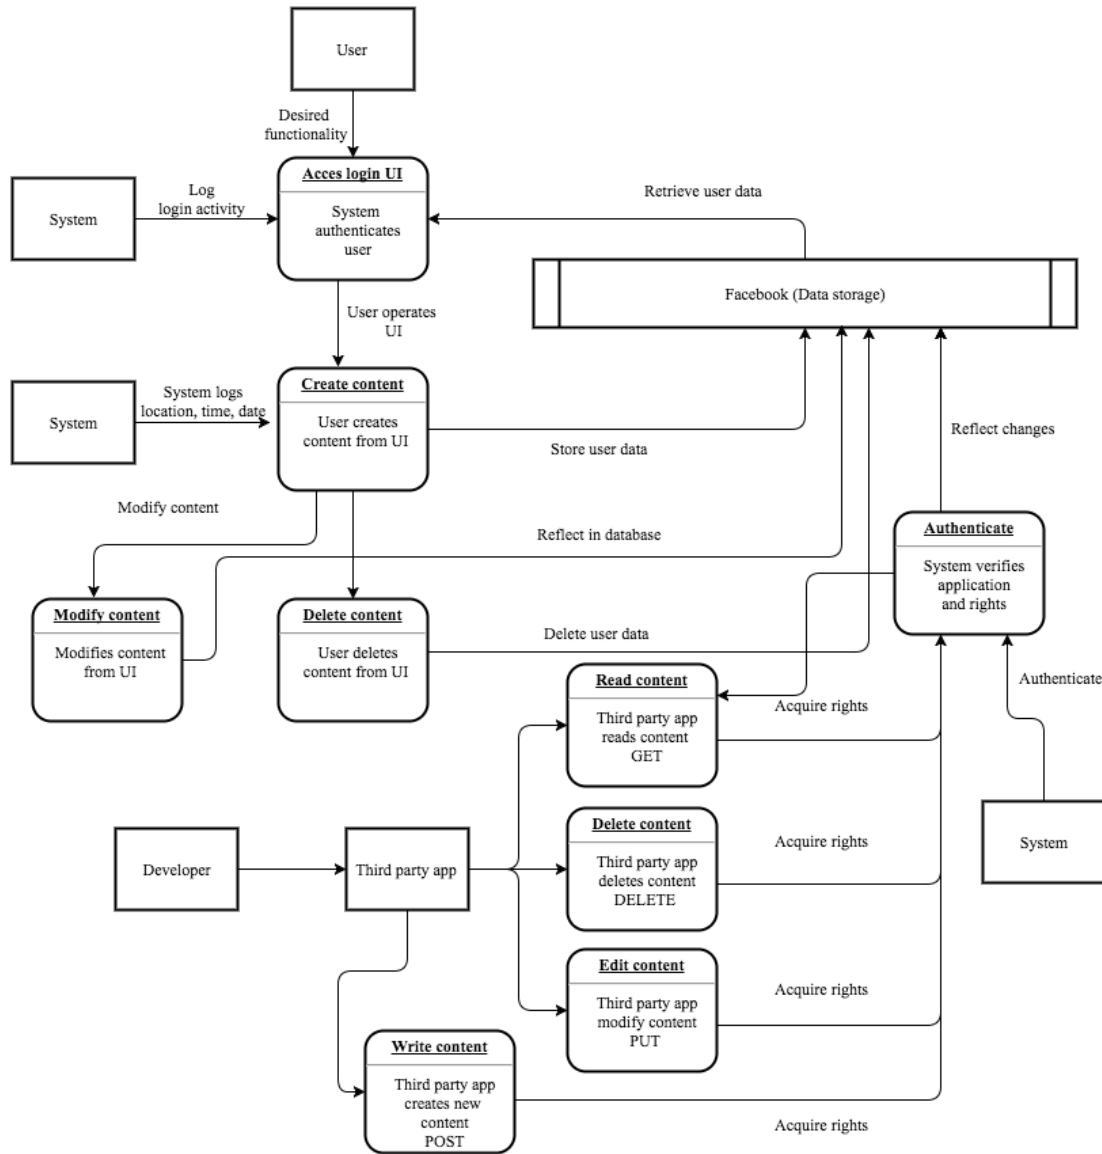 User
Desired
functionality
Acces login UI
System
authenticates
user
System
Log
login activity
Retrieve user data
Facebook (Data storage)
User operates
UI
Create content
User creates
content from UI
System
System logs
location, time, date
Store user data
Reflect changes
Modify content
Reflect in database
Authenticate
System verifies
application
and rights
Modify content
Modifies content
from UI
Delete content
User deletes
content from UI
Delete user data
Authenticate
Read content
Third party app
reads content
GET
Acquire rights
Developer
Third party app
Delete content
Third party app
deletes content
DELETE
Acquire rights
System
Edit content
Third party app
modify content
PUT
Acquire rights
Write content
Third party app
creates new
content
POST
Acquire rights